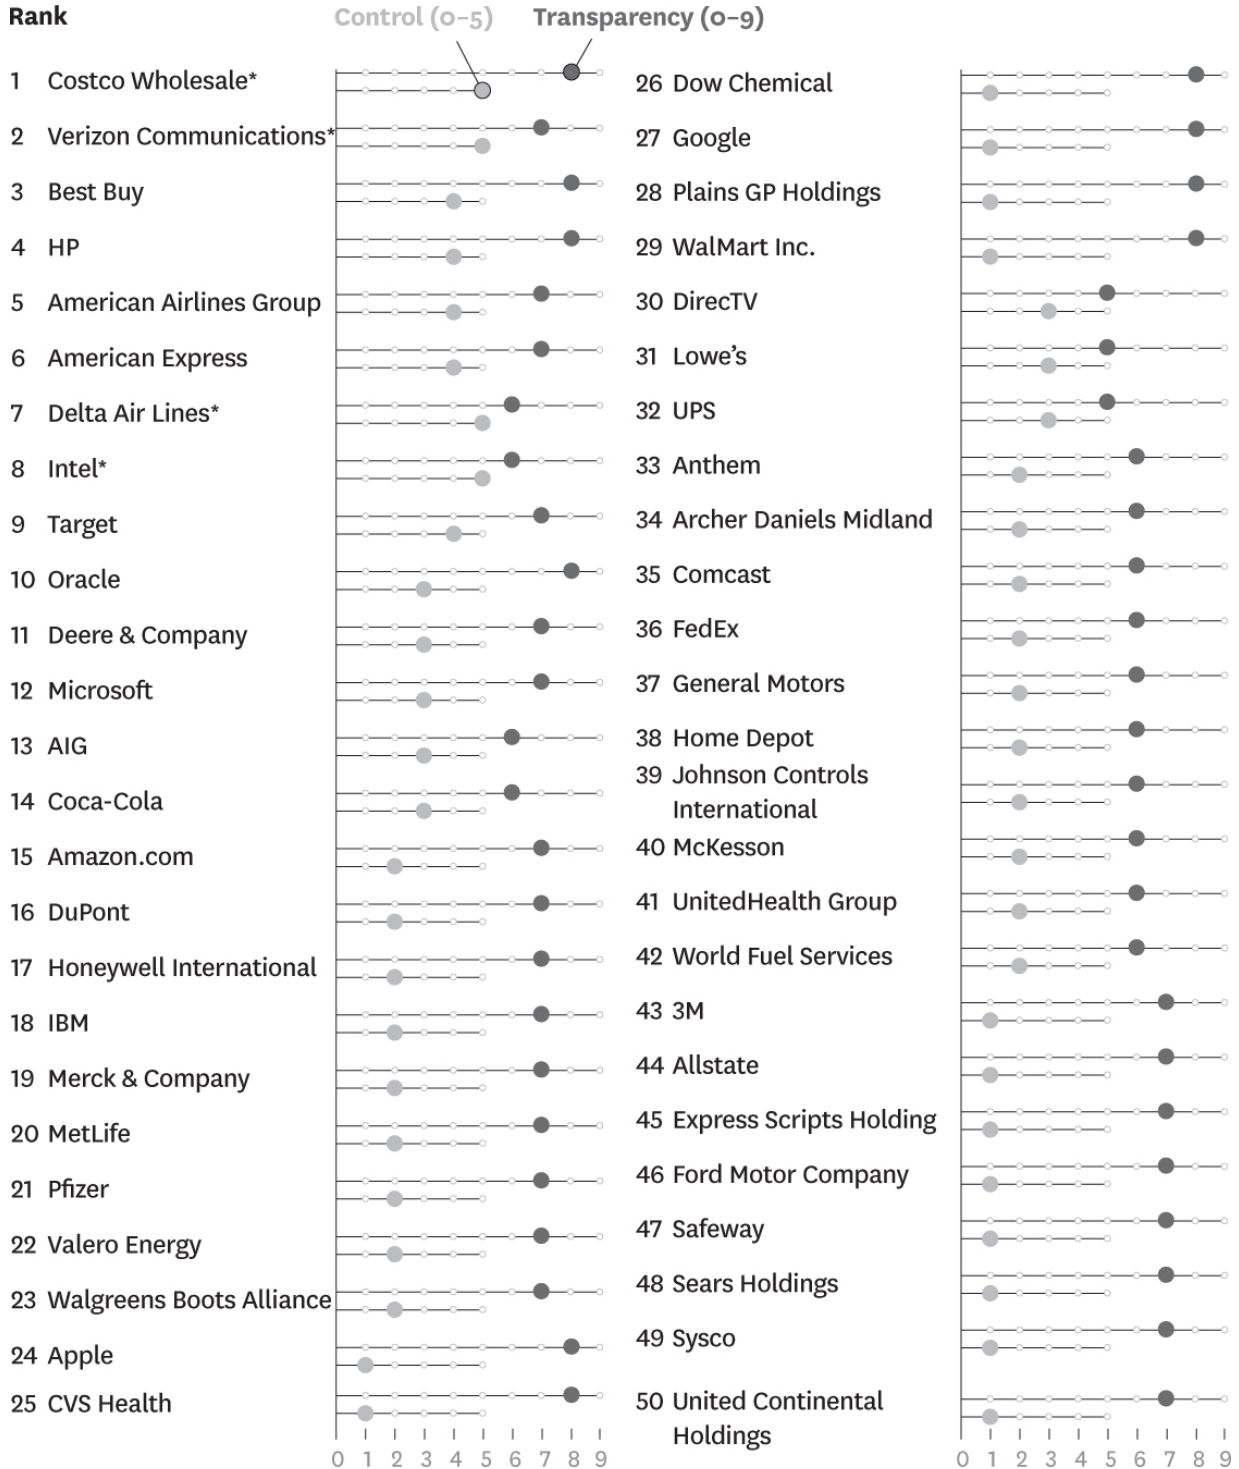 Rank
Control (0–5)
Transparency (0–9)
1 Costco Wholesale*
2 Verizon Communications*
3 Best Buy
4 HP
5 American Airlines Group
6 American Express
7 Delta Air Lines*
8 Intel*
9 Target
10 Oracle
11 Deere & Company
12 Microsoft
13 AIG
14 Coca-Cola
15 Amazon.com
16 DuPont
17 Honeywell International
18 IBM
19 Merck & Company
20 MetLife
21 Pfizer
22 Valero Energy
23 Walgreens Boots Alliance
24 Apple
25 CVS Health
0 1 2 3 4 5 6 7 8 9
26 Dow Chemical
27 Google
28 Plains GP Holdings
29 WalMart Inc.
30 DirecTV
31 Lowe’s
32 UPS
33 Anthem
34 Archer Daniels Midland
35 Comcast
36 FedEx
37 General Motors
38 Home Depot
39 Johnson Controls
International
40 McKesson
41 UnitedHealth Group
42 World Fuel Services
43 3M
44 Allstate
45 Express Scripts Holding
46 Ford Motor Company
47 Safeway
48 Sears Holdings
49 Sysco
50 United Continental
Holdings
0 1 2 3 4 5 6 7 8 9